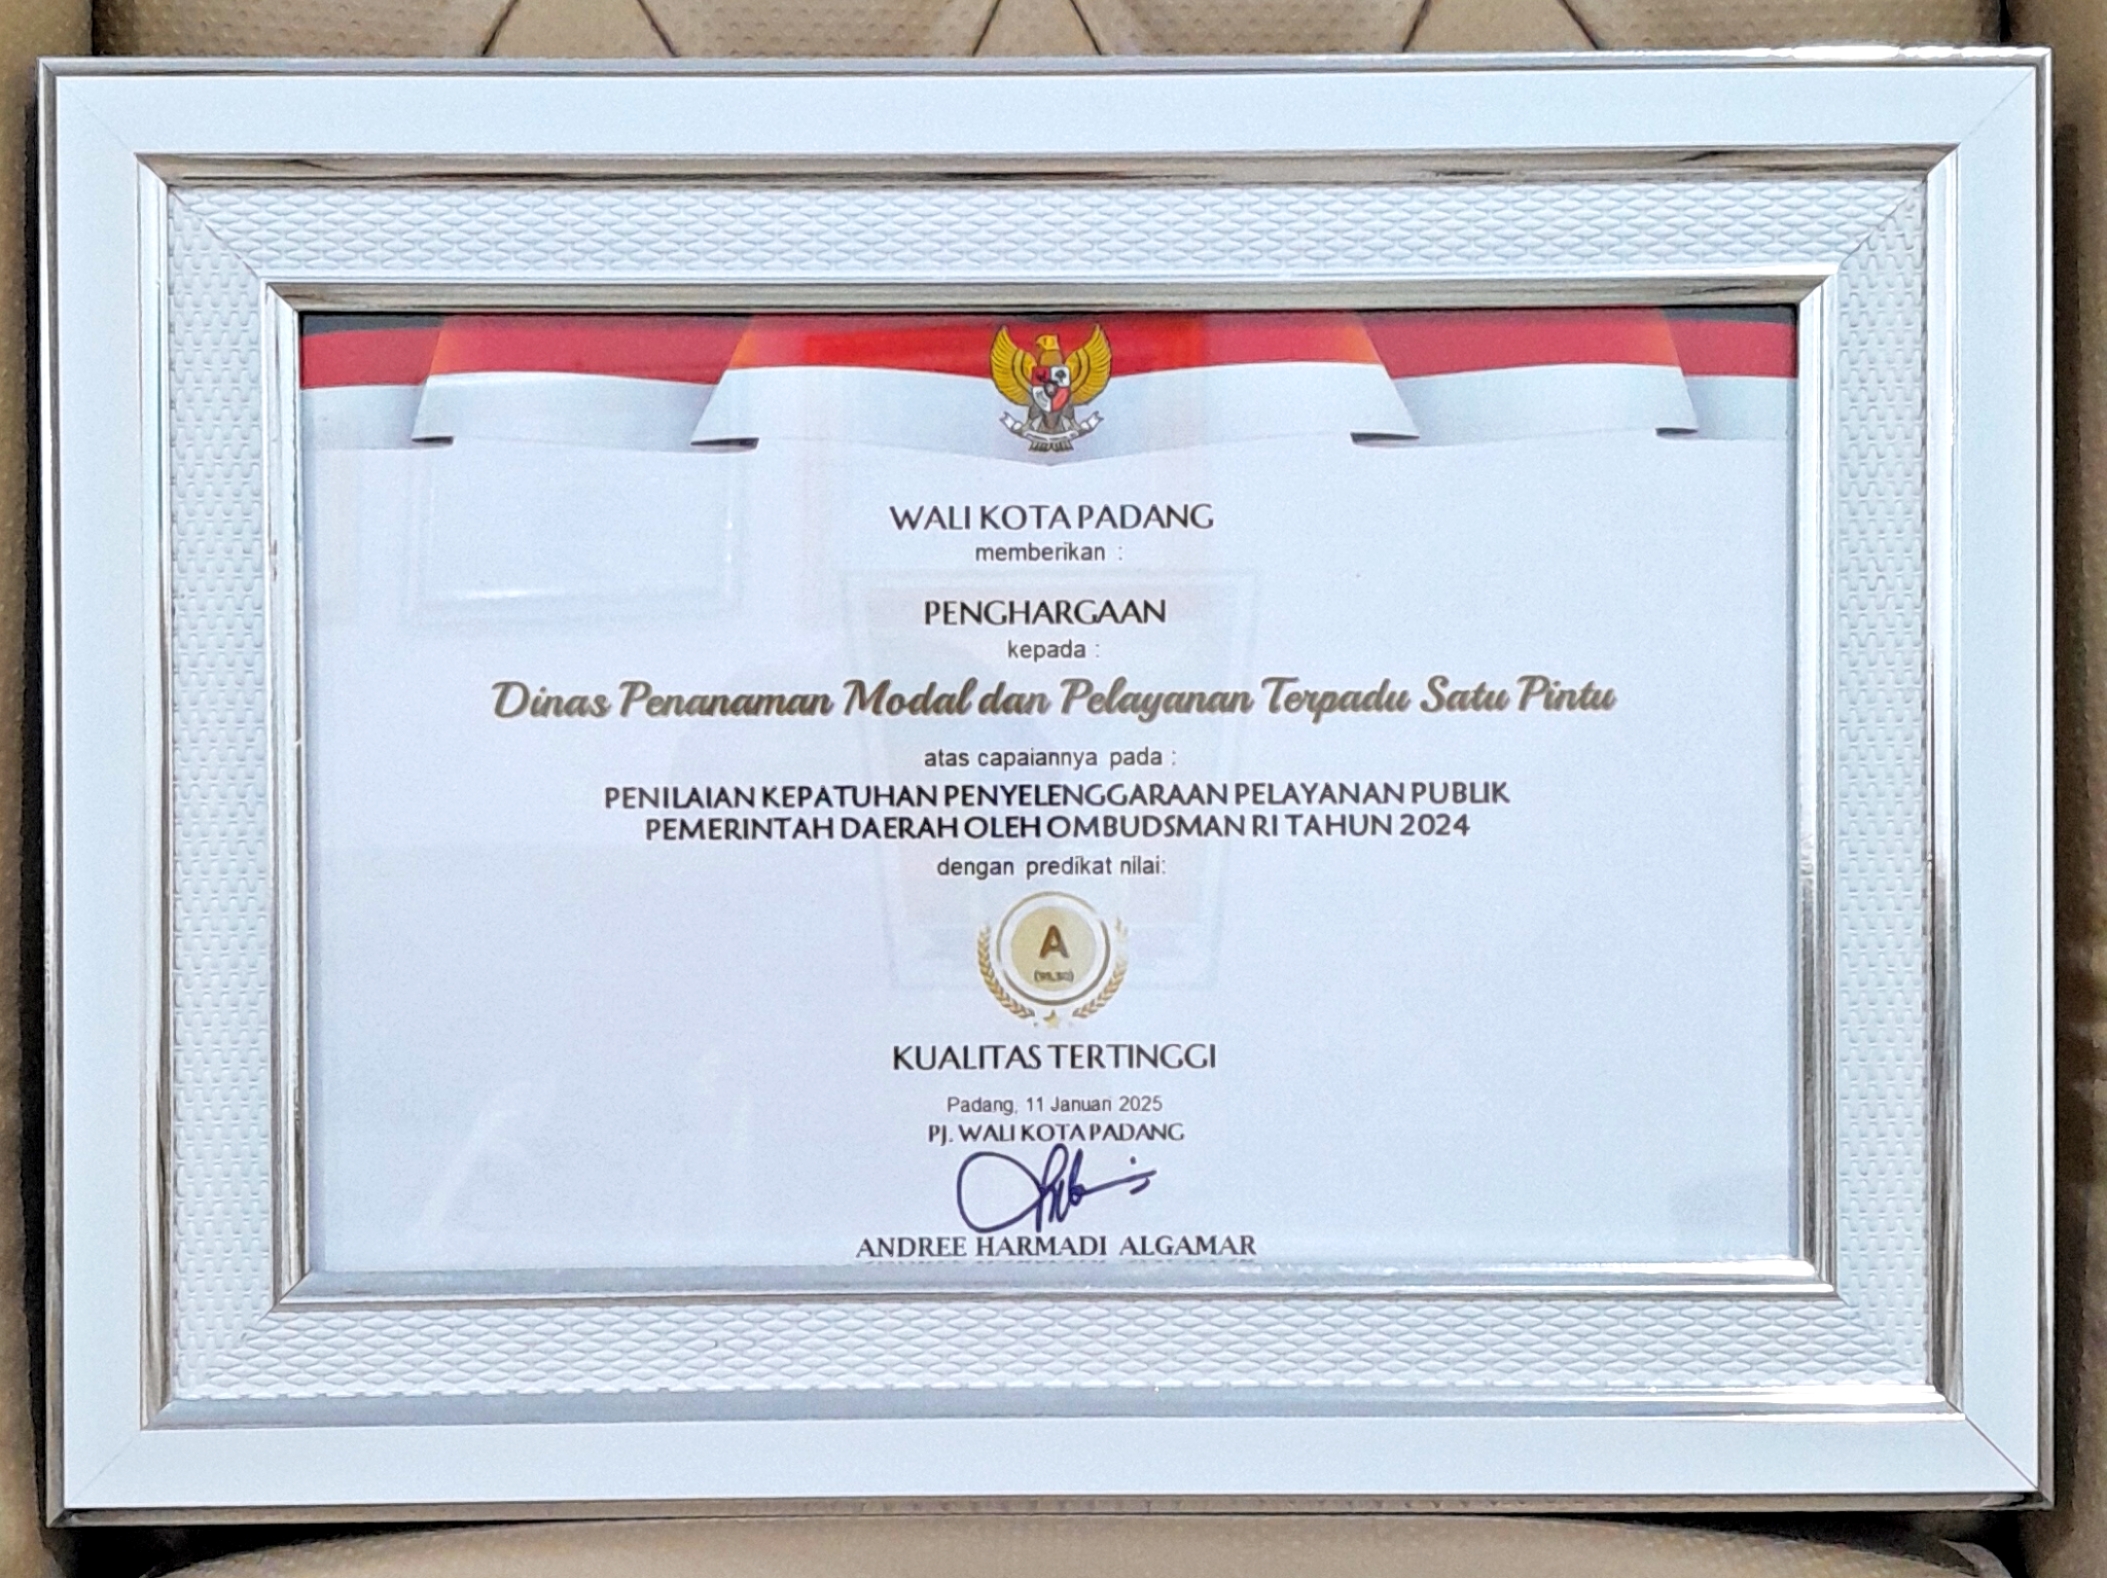 WALI KOTA PADANG
memberikan :
PENGHARGAAN
kepada :
Dinas Penanaman Modal dan Pelayanan Terpadu Satu Pintu
atas capaiannya pada :
PENILAIAN KEPATUHAN PENYELENGGARAAN PELAYANAN PUBLIK
PEMERINTAH DAERAH OLEH OMBUDSMAN RI TAHUN 2024
dengan predikat nilai:
A
KUALITAS TERTINGGI
Padang, 11 Januari 2025
PJ. WALI KOTA PADANG
ANDREE HARMADI ALGAMAR